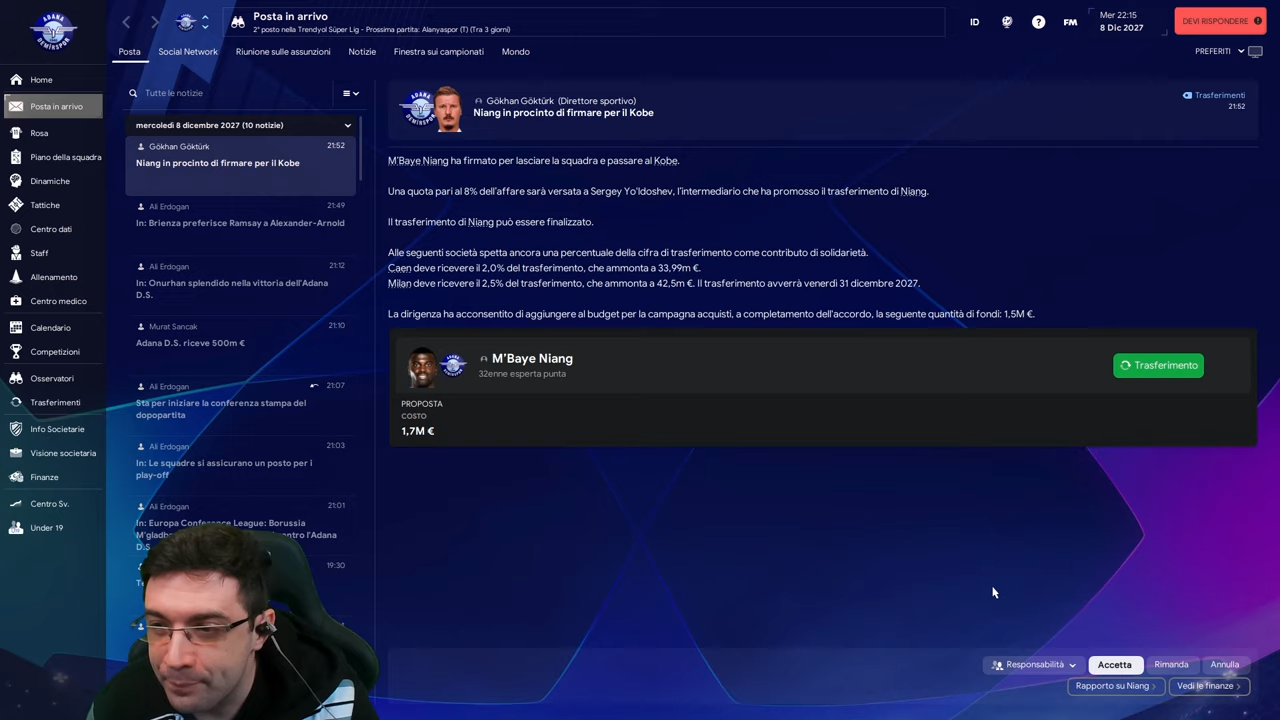 ADANA
DEMİRSPOR
Posta in arrivo
2° posto nella Trendyol Süper Lig - Prossima partita: Alanyaspor (T) (Tra 3 giorni)
ID
FM
Mer 22:15
8 Dic 2027
DEVI RISPONDERE
Posta
Social Network
Riunione sulle assunzioni
Notizie
Finestra sui campionati
Mondo
PREFERITI
Home
Posta in arrivo
Rosa
Piano della squadra
Dinamiche
Tattiche
Centro dati
Staff
Allenamento
Centro medico
Calendario
Competizioni
Osservatori
Trasferimenti
Info Societarie
Visione societaria
Finanze
Centro Sv.
Under 19
Tutte le notizie
mercoledì 8 dicembre 2027 (10 notizie)
Gökhan Göktürk 21:52
Niang in procinto di firmare per il Kobe
Ali Erdogan 21:49
In: Brienza preferisce Ramsay a Alexander-Arnold
Ali Erdogan 21:12
In: Onurhan splendido nella vittoria dell'Adana
D.S.
Murat Sancak 21:10
Adana D.S. riceve 500m €
Ali Erdogan 21:07
Sta per iniziare la conferenza stampa del
dopopartita
Ali Erdogan 21:03
In: Le squadre si assicurano un posto per i
play-off
Ali Erdogan 21:01
In: Europa Conference League: Borussia
M'gladb ontro l'Adana
D.S.
19:30
Gökhan Göktürk (Direttore sportivo)
Niang in procinto di firmare per il Kobe
Trasferimenti
21:52
M'Baye Niang ha firmato per lasciare la squadra e passare al Kobe.
Una quota pari al 8% dell'affare sarà versata a Sergey Yo'ldoshev, l'intermediario che ha promosso il trasferimento di Niang.
Il trasferimento di Niang può essere finalizzato.
Alle seguenti società spetta ancora una percentuale della cifra di trasferimento come contributo di solidarietà.
Caen deve ricevere il 2,0% del trasferimento, che ammonta a 33,99m €.
Milan deve ricevere il 2,5% del trasferimento, che ammonta a 42,5m €. Il trasferimento avverrà venerdì 31 dicembre 2027.
La dirigenza ha acconsentito di aggiungere al budget per la campagna acquisti, a completamento dell'accordo, la seguente quantità di fondi: 1,5M €.
M'Baye Niang
32enne esperta punta
Trasferimento
PROPOSTA
COSTO
1,7M €
Responsabilità
Accetta
Rimanda
Annulla
Rapporto su Niang
Vedi le finanze